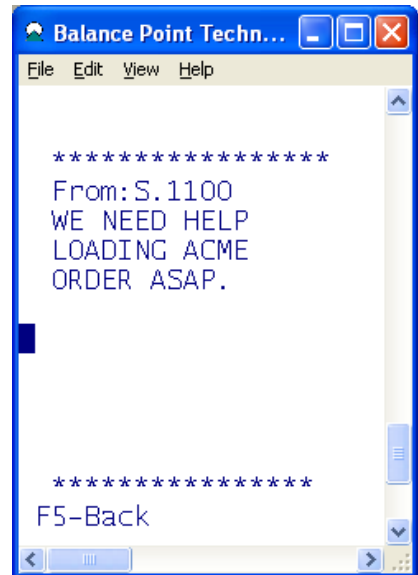 Balance Point Techn...
File Edit View Help
*****************
From:S.1100
WE NEED HELP
LOADING ACME
ORDER ASAP.
****************
F5-Back